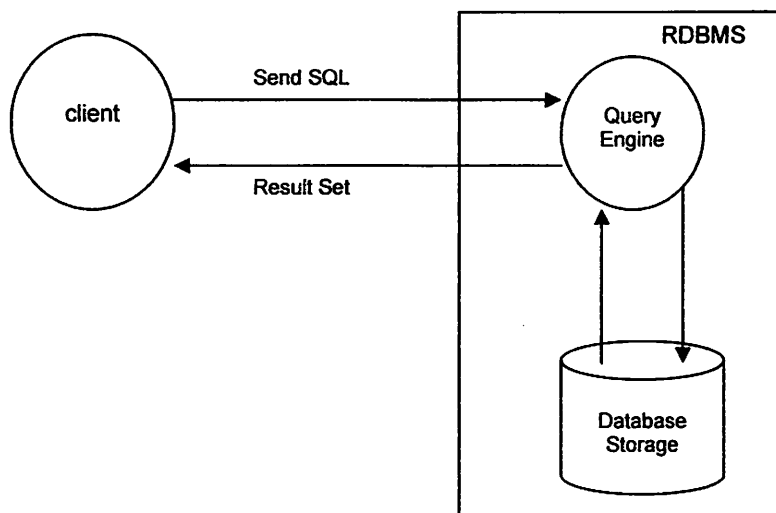 RDBMS
Send SQL
client
Query
Engine
Result Set
Database
Storage